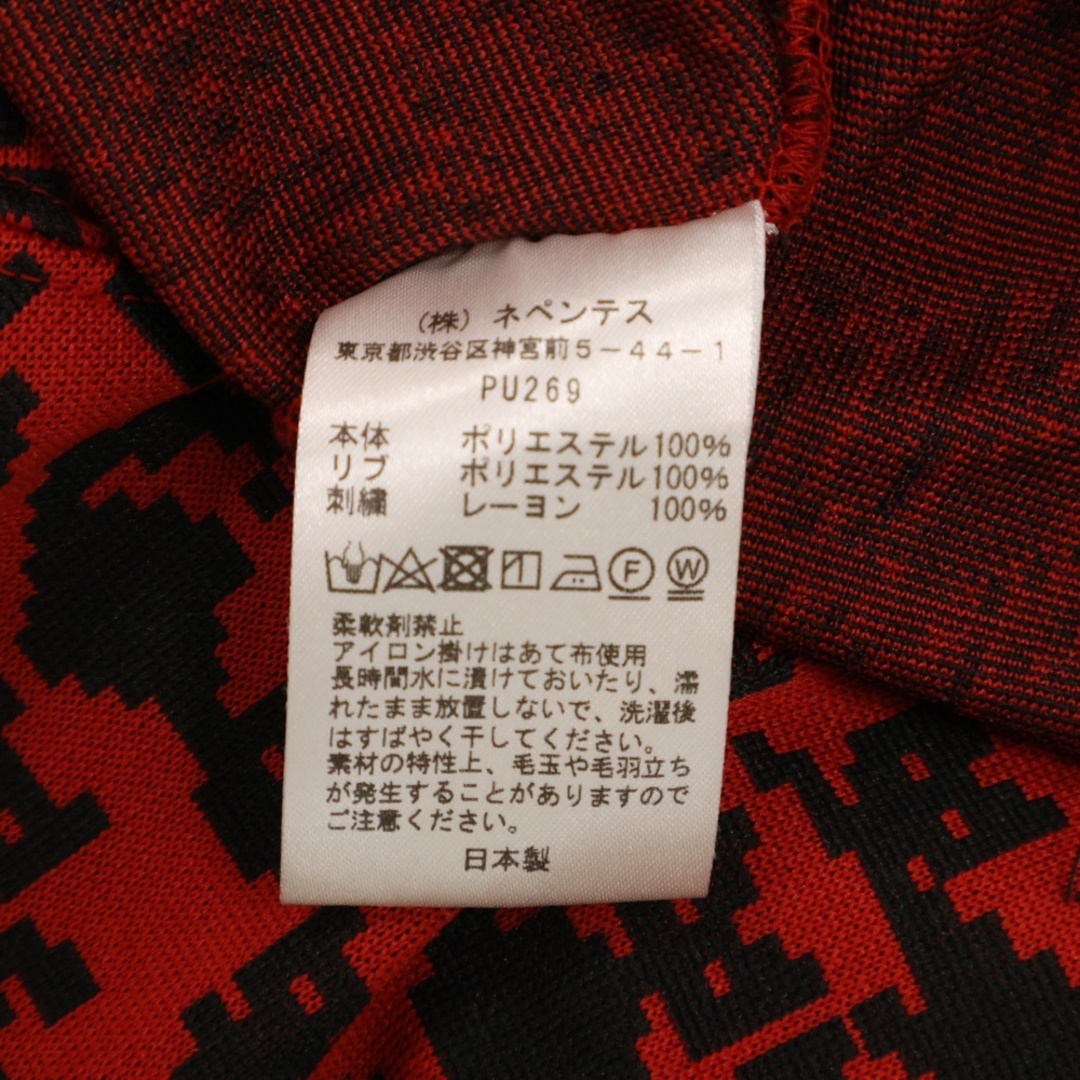 (株) ネペンテス
東京都渋谷区神宮前5-44-1
PU269
本体 ポリエステル100%
リブ ポリエステル100%
刺繍 レーヨン 100%
F W
柔軟剤禁止
アイロン掛けはあて布使用
長時間水に漬けておいたり、濡
れたまま放置しないで、洗濯後
はすばやく干してください。
素材の特性上、毛玉や毛羽立ち
が発生することがありますので
ご注意ください。
日本製